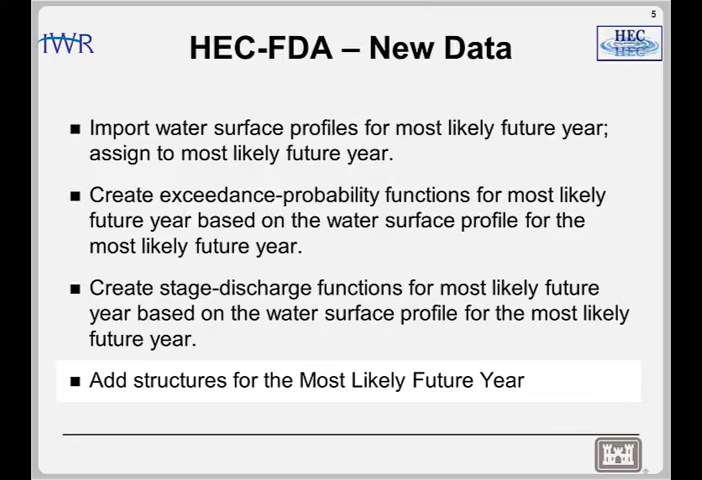 5
IWR
HEC-FDA – New Data
HEC
HEC
■ Import water surface profiles for most likely future year;
assign to most likely future year.
■ Create exceedance-probability functions for most likely
future year based on the water surface profile for the
most likely future year.
■ Create stage-discharge functions for most likely future
year based on the water surface profile for the most likely
future year.
■ Add structures for the Most Likely Future Year
®